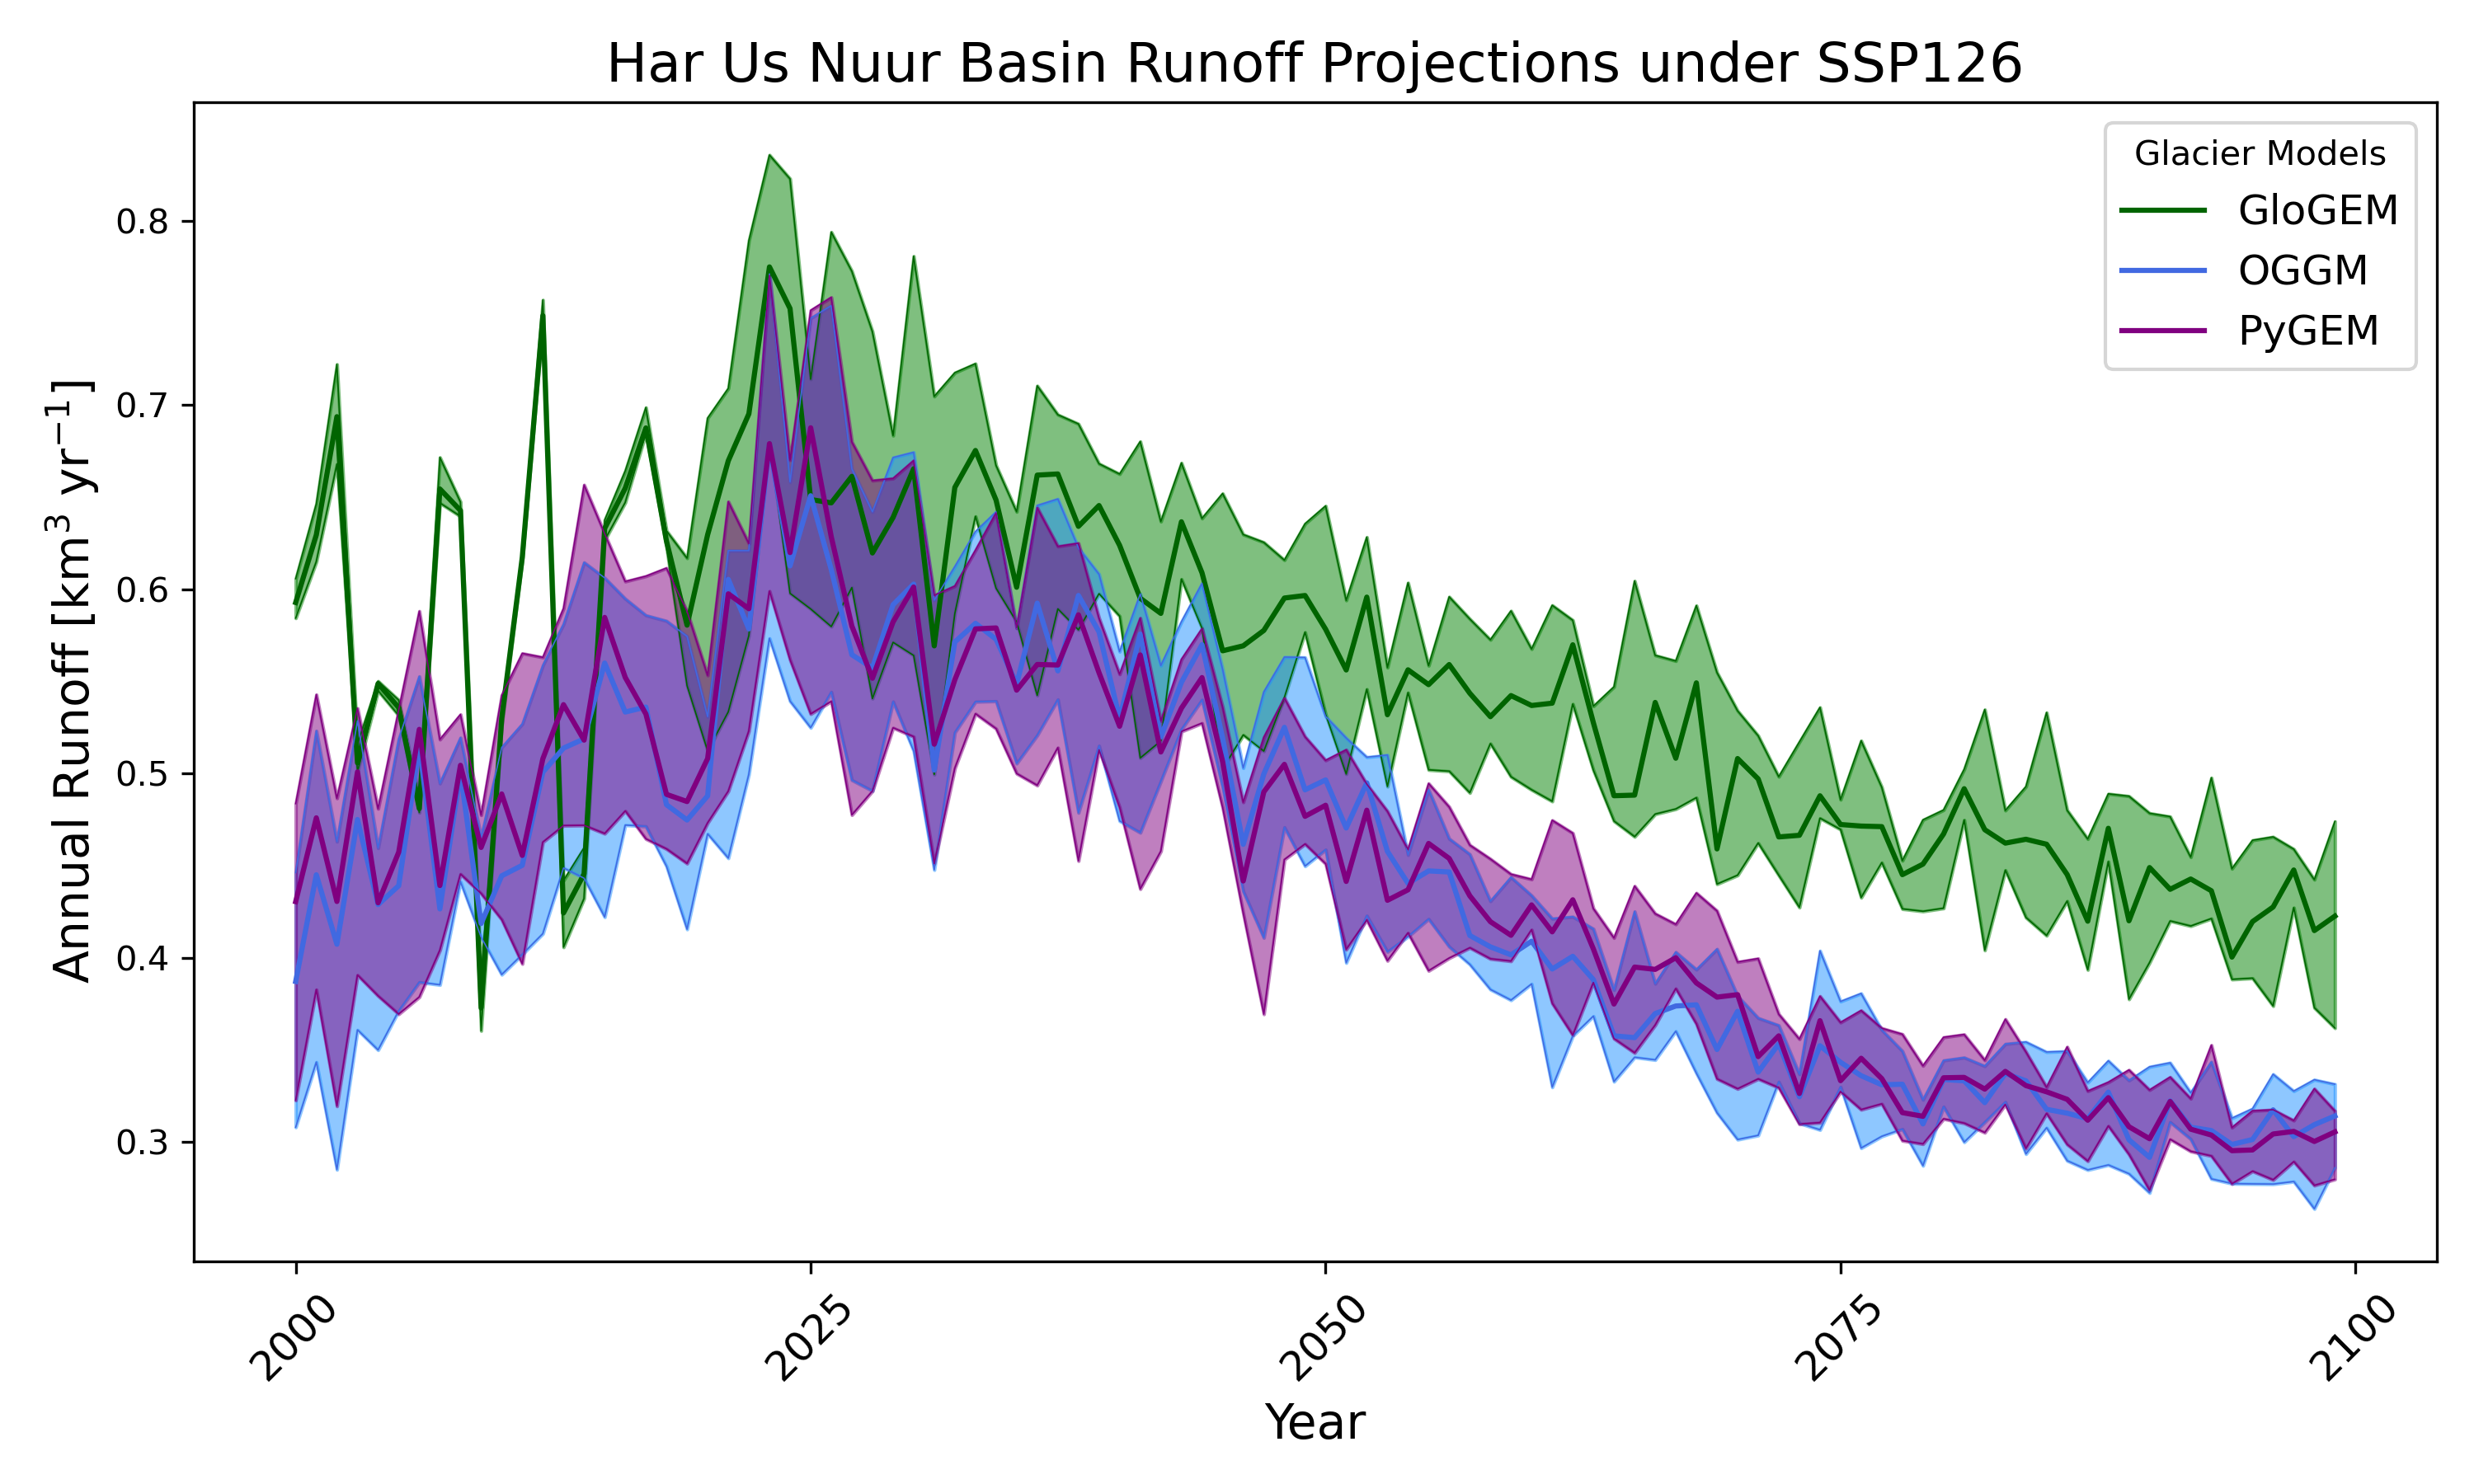 Har Us Nuur Basin Runoff Projections under SSP126
Glacier Models
GloGEM
OGGM
PyGEM
Annual Runoff [km³ yr⁻¹]
0.8
0.7
0.6
0.5
0.4
0.3
2000 2025 2050 2075 2100
Year